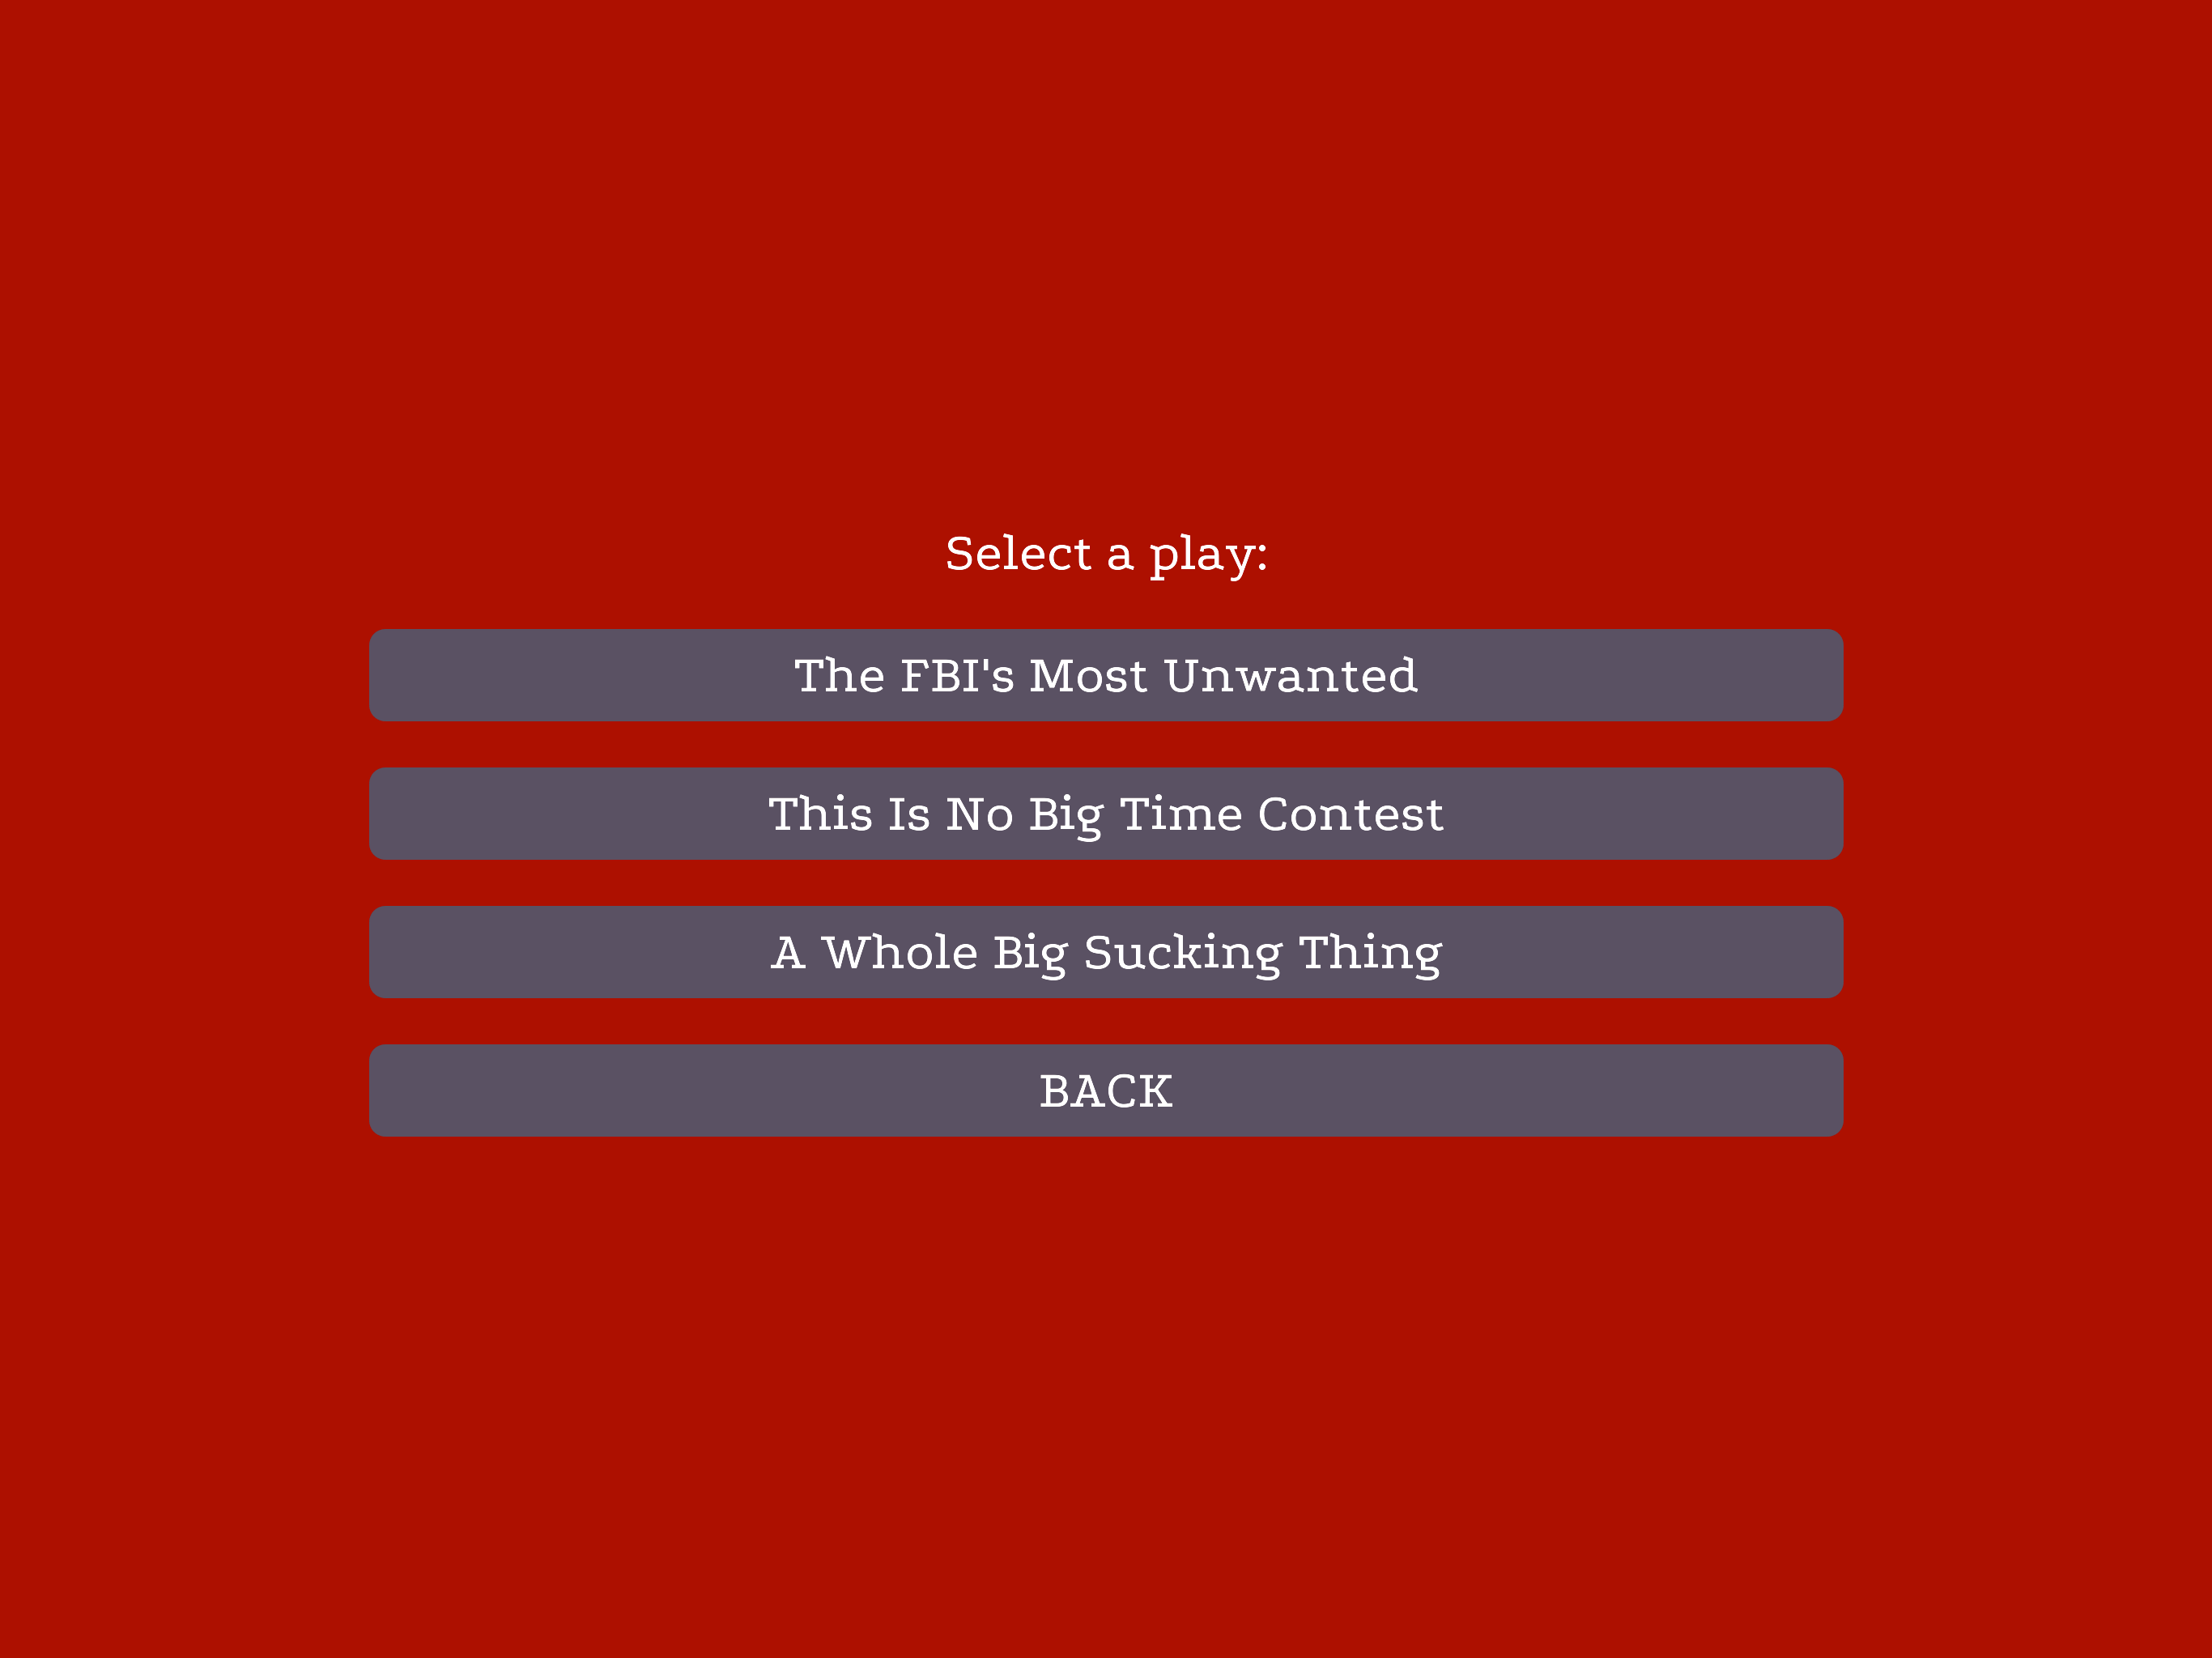 Select a play:
The FBI's Most Unwanted
This Is No Big Time Contest
A Whole Big Sucking Thing
BACK